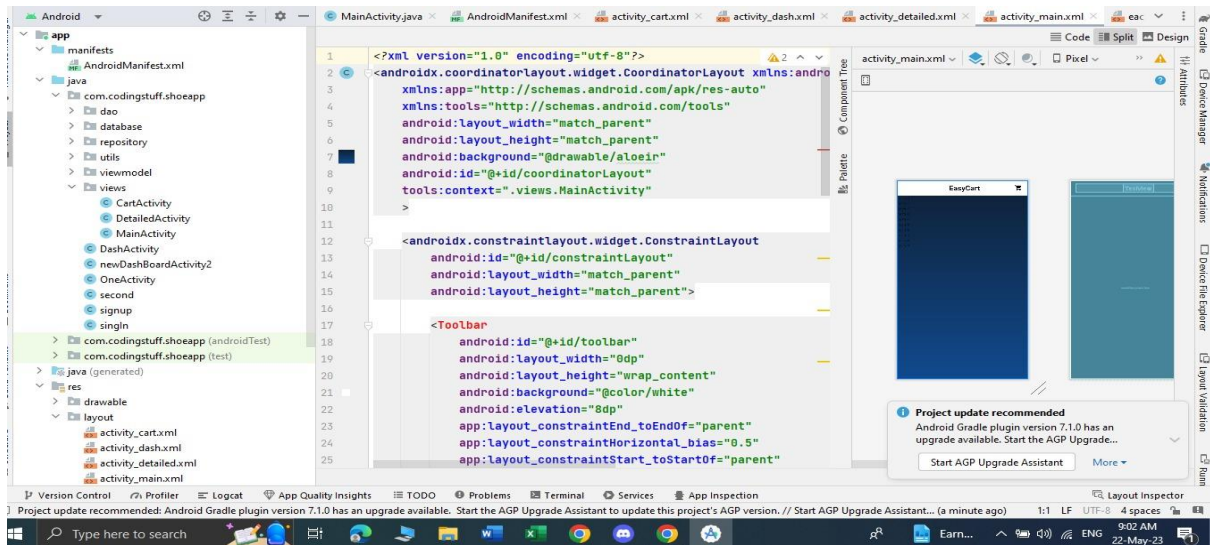 Android
MainActivity.java
AndroidManifest.xml
activity_cart.xml
activity_dash.xml
activity_detailed.xml
activity_main.xml
eac
Code
Split
Design
app
manifests
AndroidManifest.xml
java
com.codingstuff.shoeapp
dao
database
repository
utils
viewmodel
views
CartActivity
DetailedActivity
MainActivity
DashActivity
newDashBoardActivity2
OneActivity
second
signup
singIn
com.codingstuff.shoeapp (androidTest)
com.codingstuff.shoeapp (test)
java (generated)
res
drawable
layout
activity_cart.xml
activity_dash.xml
activity_detailed.xml
activity_main.xml
1 <?xml version="1.0" encoding="utf-8"?>
2 <androidx.coordinatorlayout.widget.CoordinatorLayout xmlns:andro
3 xmlns:app="http://schemas.android.com/apk/res-auto"
4 xmlns:tools="http://schemas.android.com/tools"
5 android:layout_width="match_parent"
6 android:layout_height="match_parent"
7 android:background="@drawable/aloeir"
8 android:id="@+id/coordinatorLayout"
9 tools:context=".views.MainActivity"
10 >
11
12 <androidx.constraintlayout.widget.ConstraintLayout
13 android:id="@+id/constraintLayout"
14 android:layout_width="match_parent"
15 android:layout_height="match_parent">
16
17 <Toolbar
18 android:id="@+id/toolbar"
19 android:layout_width="0dp"
20 android:layout_height="wrap_content"
21 android:background="@color/white"
22 android:elevation="8dp"
23 app:layout_constraintEnd_toEndOf="parent"
24 app:layout_constraintHorizontal_bias="0.5"
25 app:layout_constraintStart_toStartOf="parent"
2
Component Tree
Palette
activity_main.xml
Pixel
EasyCart
TextView
Attributes
Gradle
Device Manager
Notifications
Device File Explorer
Layout Validation
Runn
Project update recommended
Android Gradle plugin version 7.1.0 has an
upgrade available. Start the AGP Upgrade...
Start AGP Upgrade Assistant
More
Version Control
Profiler
Logcat
App Quality Insights
TODO
Problems
Terminal
Services
App Inspection
Layout Inspector
Project update recommended: Android Gradle plugin version 7.1.0 has an upgrade available. Start the AGP Upgrade Assistant to update this project's AGP version. // Start AGP Upgrade Assistant... (a minute ago)
1:1 LF UTF-8 4 spaces
Type here to search
Earn...
ENG
9:02 AM
22-May-23
1